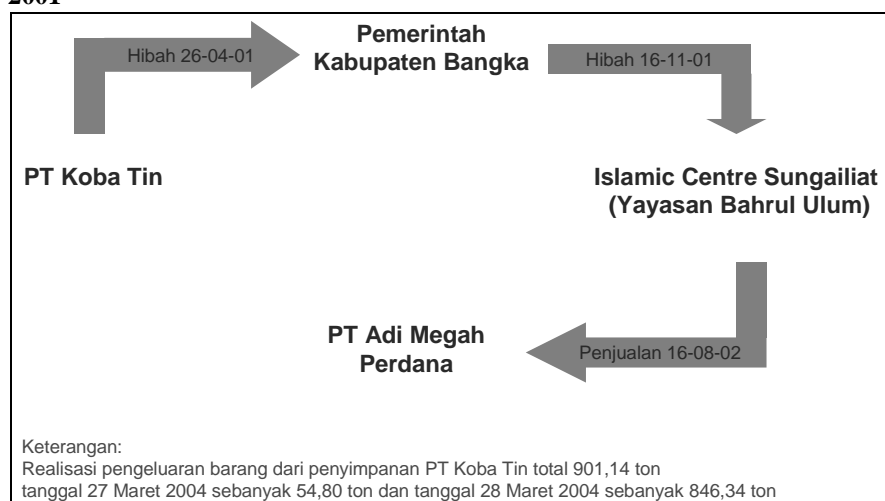 2001
Hibah 26-04-01
Pemerintah
Kabupaten Bangka
Hibah 16-11-01
PT Koba Tin
Islamic Centre Sungailiat
(Yayasan Bahrul Ulum)
PT Adi Megah
Perdana
Penjualan 16-08-02
Keterangan:
Realisasi pengeluaran barang dari penyimpanan PT Koba Tin total 901,14 ton
tanggal 27 Maret 2004 sebanyak 54,80 ton dan tanggal 28 Maret 2004 sebanyak 846,34 ton